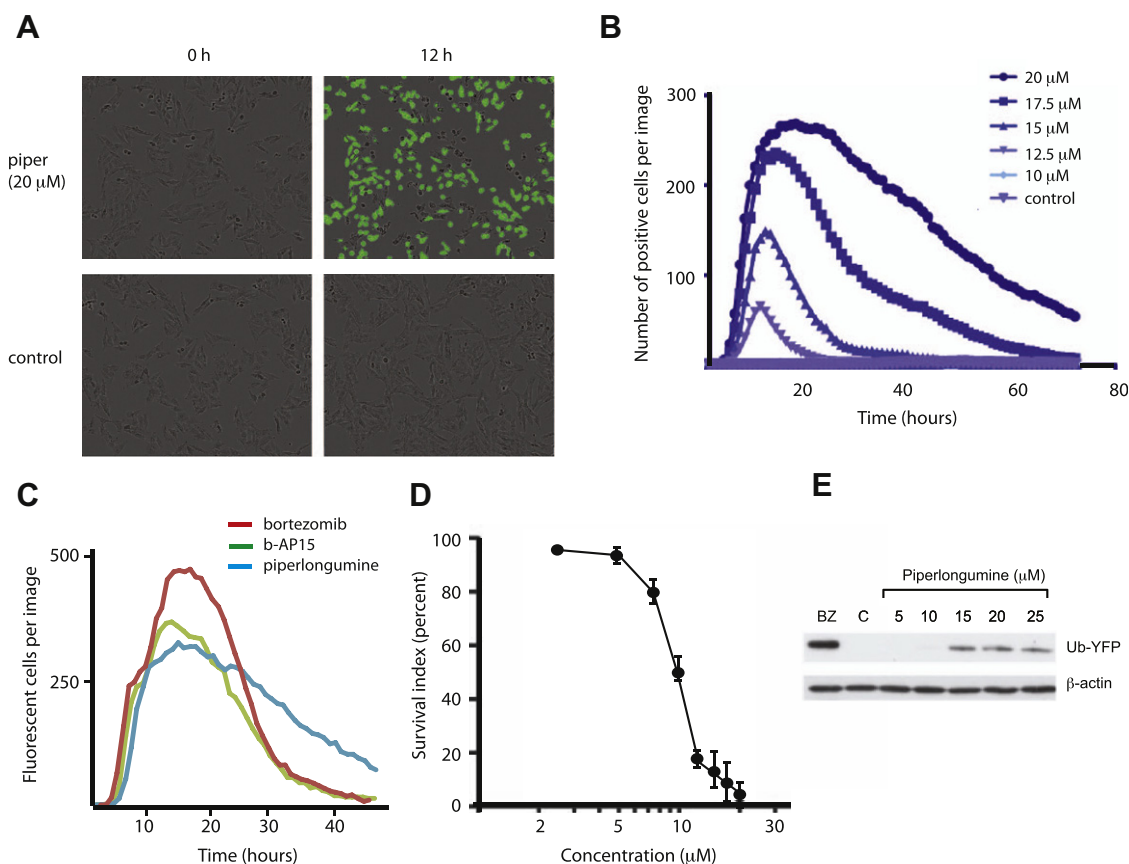 A
0 h 12 h
piper
(20 μM)
control
B
Number of positive cells per image
300
200
100
20 40 60 80
Time (hours)
20 μM
17.5 μM
15 μM
12.5 μM
10 μM
control
C
bortezomib
b-AP15
piperlongumine
Fluorescent cells per image
500
250
10 20 30 40
Time (hours)
D
Survival index (percent)
100
80
60
40
20
0
2 5 10 30
Concentration (μM)
E
Piperlongumine (μM)
BZ C 5 10 15 20 25
Ub-YFP
β-actin